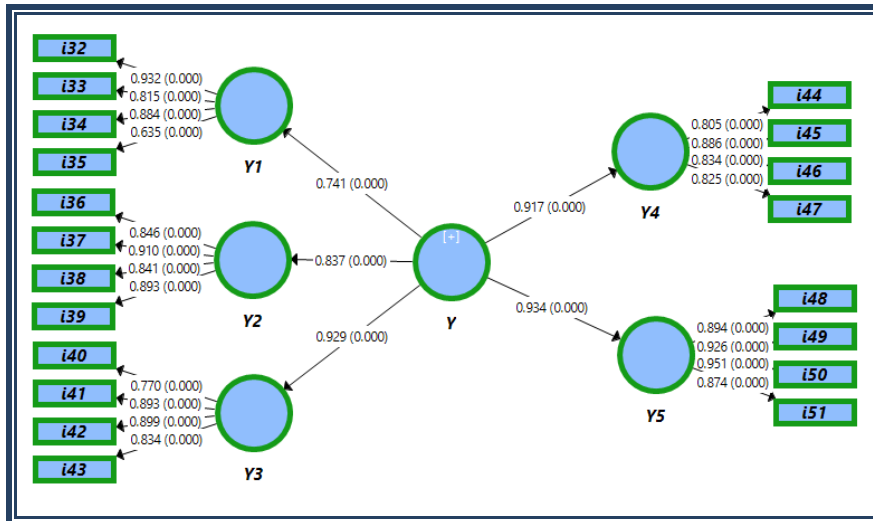 i32
i33
i34
i35
0.932 (0.000)
0.815 (0.000)
0.884 (0.000)
0.635 (0.000)
Y1
i36
i37
i38
i39
0.846 (0.000)
0.910 (0.000)
0.841 (0.000)
0.893 (0.000)
Y2
i40
i41
i42
i43
0.770 (0.000)
0.893 (0.000)
0.899 (0.000)
0.834 (0.000)
Y3
0.741 (0.000)
0.837 (0.000)
0.929 (0.000)
[+]
Y
0.917 (0.000)
0.934 (0.000)
Y4
0.805 (0.000)
0.886 (0.000)
0.834 (0.000)
0.825 (0.000)
i44
i45
i46
i47
Y5
0.894 (0.000)
0.926 (0.000)
0.951 (0.000)
0.874 (0.000)
i48
i49
i50
i51